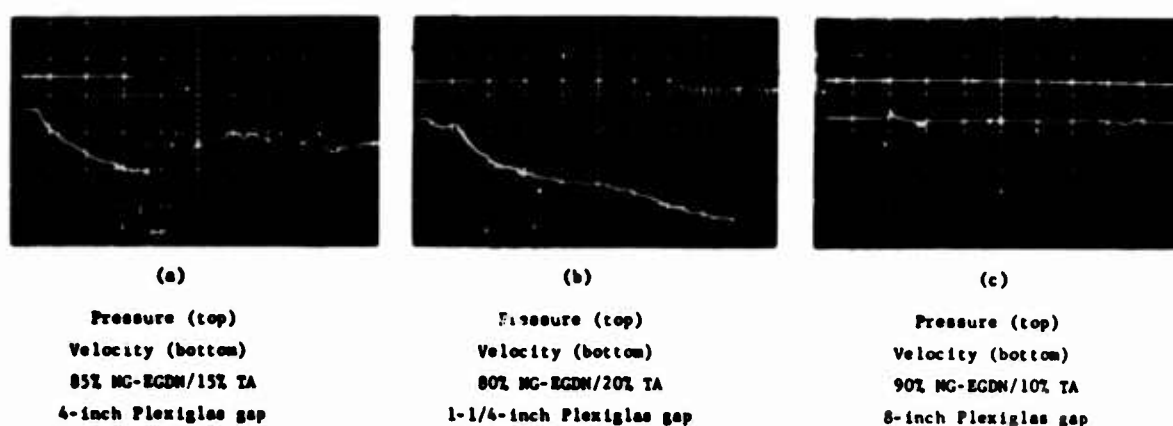 (a)
Pressure (top)
Velocity (bottom)
85% NG-EGDN/15% TA
4-inch Plexiglas gap
(b)
Pressure (top)
Velocity (bottom)
80% NG-EGDN/20% TA
1-1/4-inch Plexiglas gap
(c)
Pressure (top)
Velocity (bottom)
90% NG-EGDN/10% TA
8-inch Plexiglas gap